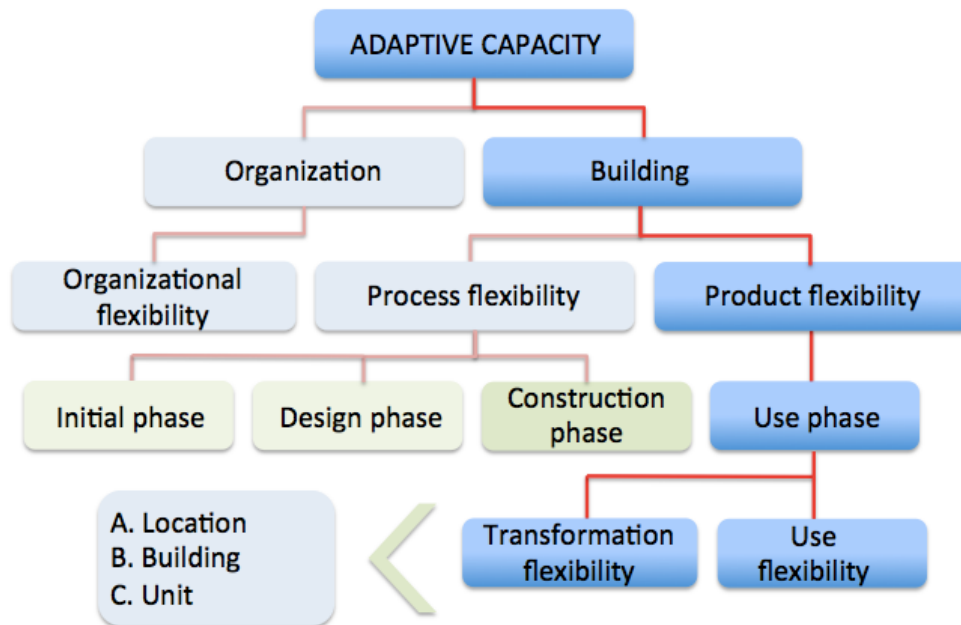 ADAPTIVE CAPACITY
Organization
Building
Organizational
flexibility
Process flexibility
Product flexibility
Initial phase
Design phase
Construction
phase
Use phase
A. Location
B. Building
C. Unit
Transformation
flexibility
Use
flexibility